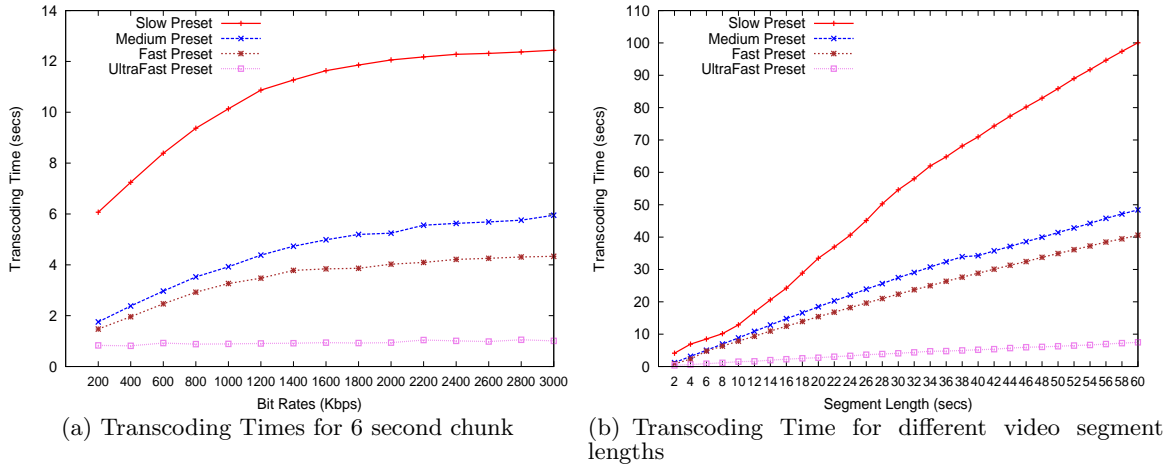 14
12
10
8
6
4
2
0
Transcoding Time (secs)
Slow Preset
Medium Preset
Fast Preset
UltraFast Preset
200 400 600 800 1000 1200 1400 1600 1800 2000 2200 2400 2600 2800 3000
Bit Rates (Kbps)
(a) Transcoding Times for 6 second chunk
110
100
90
80
70
60
50
40
30
20
10
0
Transcoding Time (secs)
Slow Preset
Medium Preset
Fast Preset
UltraFast Preset
2 4 6 8 10 12 14 16 18 20 22 24 26 28 30 32 34 36 38 40 42 44 46 48 50 52 54 56 58 60
Segment Length (secs)
(b) Transcoding Time for different video segment
lengths